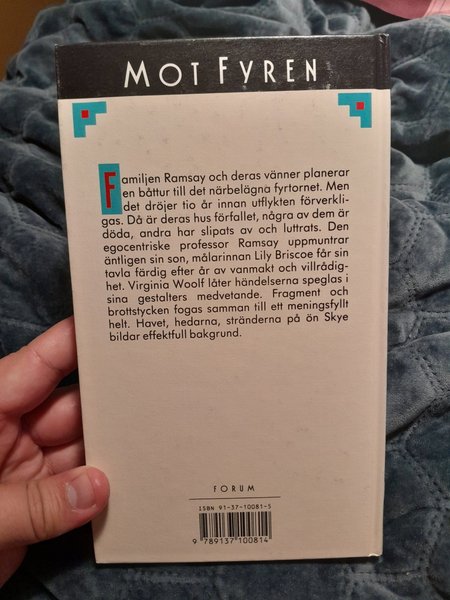 MOT FYREN
Familjen Ramsay och deras vänner planerar
en båttur till det närbelägna fyrtornet. Men
det dröjer tio år innan utflykten förverkli-
gas. Då är deras hus förfallet, några av dem är
döda, andra har slipats av och luttrats. Den
egocentriske professor Ramsay uppmuntrar
äntligen sin son, målarinnan Lily Briscoe får sin
tavla färdig efter år av vanmakt och villrådig-
het. Virginia Woolf låter händelserna speglas i
sina gestalters medvetande. Fragment och
brottstycken fogas samman till ett meningsfyllt
helt. Havet, hedarna, stränderna på ön Skye
bildar effektfull bakgrund.
FORUM
ISBN 91-37-10081-5
9 789137 100814